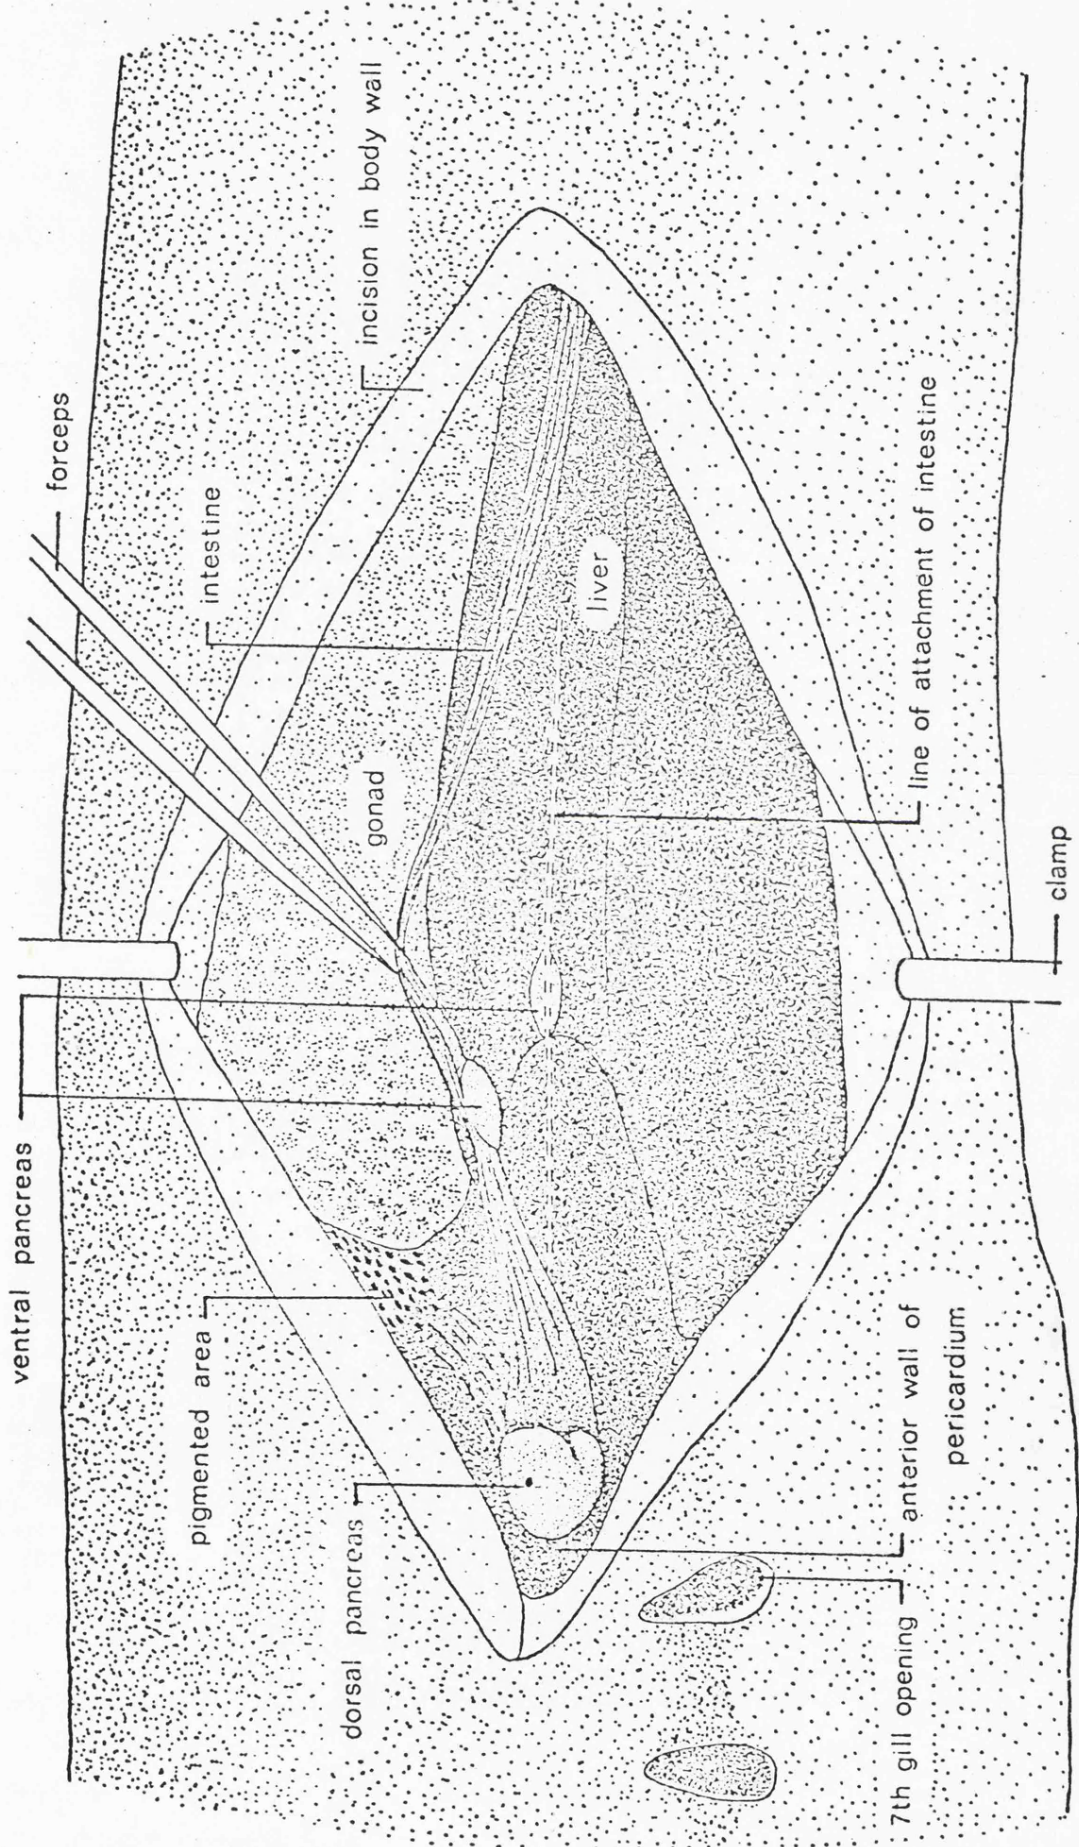 ventral pancreas
forceps
pigmented area
intestine
incision in body wall
dorsal pancreas
gonad
liver
7th gill opening
anterior wall of
pericardium
line of attachment of intestine
clamp